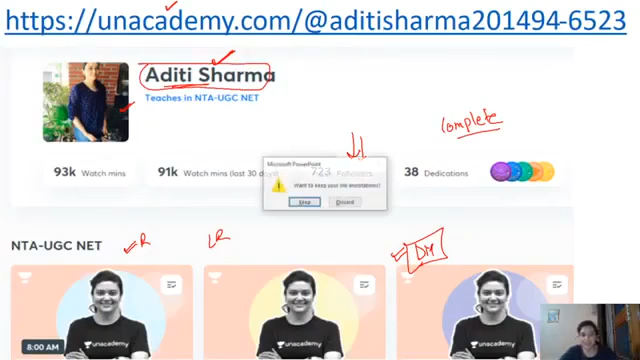 https://unacademy.com/@aditisharma201494-6523
Aditi Sharma
Teaches in NTA-UGC NET
Complete
Microsoft PowerPoint
93k Watch mins
91k Watch mins (last 30 days)
723 Followers
38 Dedications
Want to keep your ink annotations?
Keep Discard
NTA-UGC NET
R
LR
DM
unacademy
unacademy
unacademy
8:00 AM